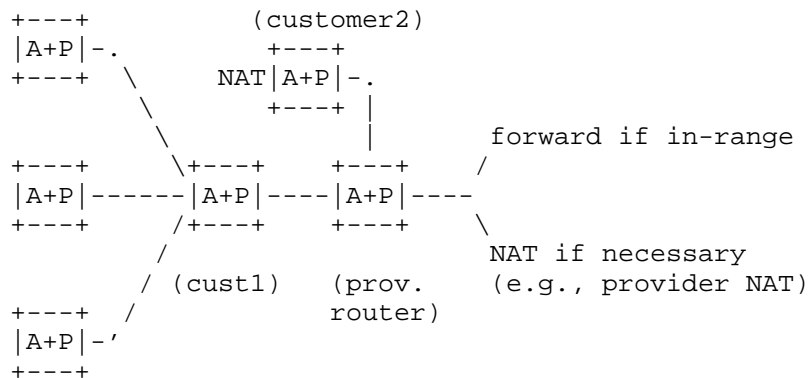 +---+          (customer2)
|A+P|-.          +---+
+---+  \     NAT|A+P|-.
        \        +---+ |
         \             |       forward if in-range
+---+     \+---+     +---+    /
|A+P|------|A+P|----|A+P|----
+---+     /+---+     +---+    \
         /                     NAT if necessary
        / (cust1)    (prov.    (e.g., provider NAT)
+---+  /             router)
|A+P|-'
+---+